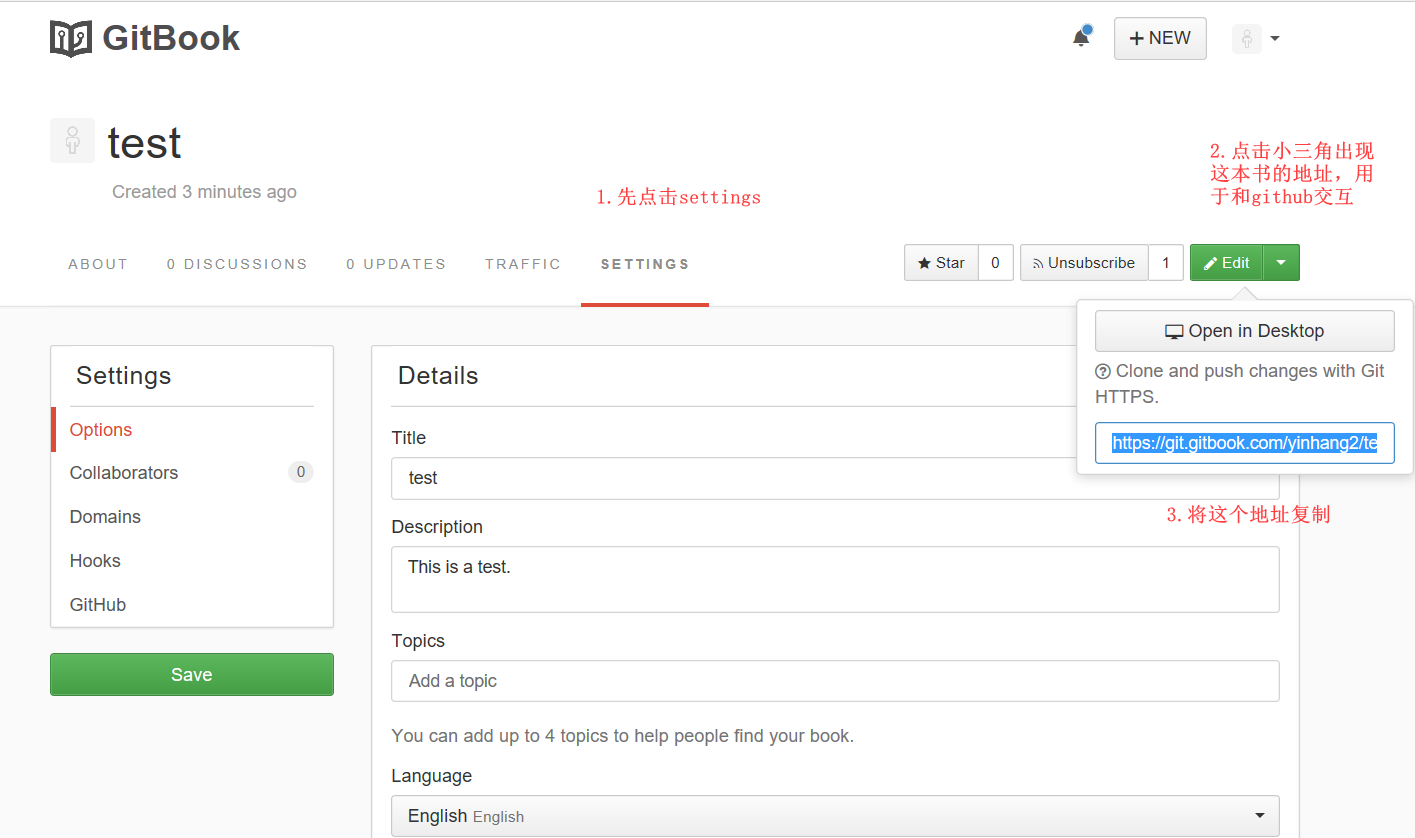 GitBook
NEW
test
Created 3 minutes ago
1.先点击settings
2.点击小三角出现
这本书的地址，用
于和github交互
ABOUT 0 DISCUSSIONS 0 UPDATES TRAFFIC SETTINGS
Star 0 Unsubscribe 1 Edit
Open in Desktop
Clone and push changes with Git
HTTPS.
https://git.gitbook.com/yinhang2/te
3.将这个地址复制
Settings
Options
Collaborators 0
Domains
Hooks
GitHub
Save
Details
Title
test
Description
This is a test.
Topics
Add a topic
You can add up to 4 topics to help people find your book.
Language
English English